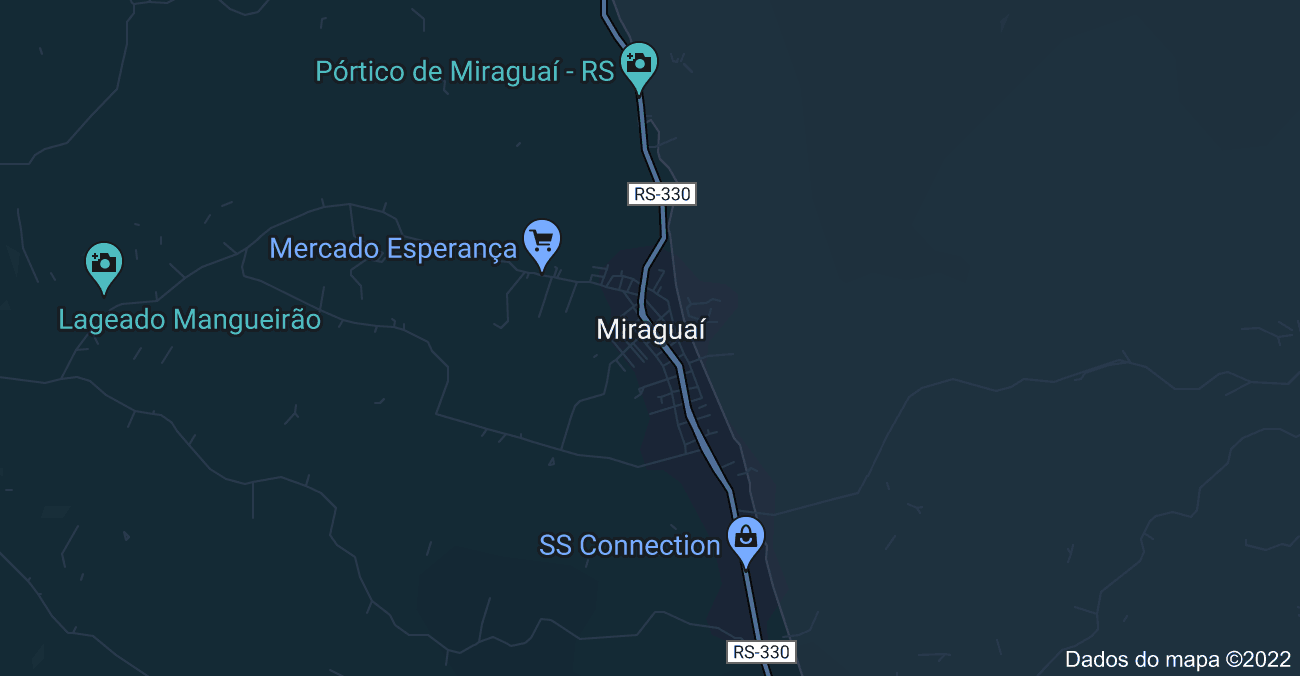 Pórtico de Miraguaí - RS
RS-330
Mercado Esperança
Lageado Mangueirão
Miraguaí
SS Connection
RS-330
Dados do mapa ©2022